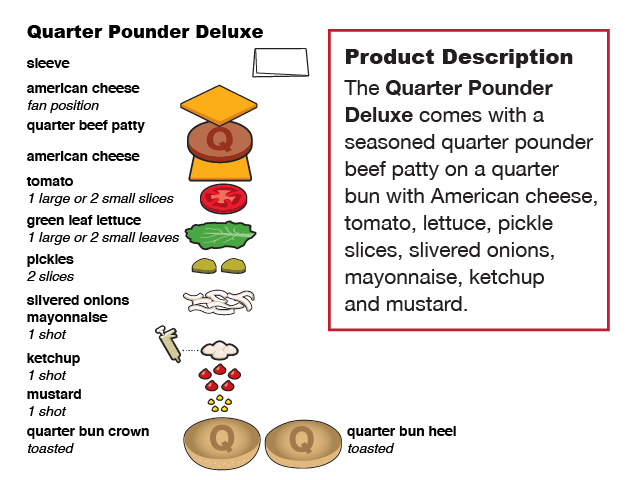 Quarter Pounder Deluxe
sleeve
american cheese
fan position
quarter beef patty
Q
american cheese
tomato
1 large or 2 small slices
green leaf lettuce
1 large or 2 small leaves
pickles
2 slices
slivered onions
mayonnaise
1 shot
ketchup
1 shot
mustard
1 shot
quarter bun crown
toasted
Q
Q
quarter bun heel
toasted
Product Description
The Quarter Pounder
Deluxe comes with a
seasoned quarter pounder
beef patty on a quarter
bun with American cheese,
tomato, lettuce, pickle
slices, slivered onions,
mayonnaise, ketchup
and mustard.